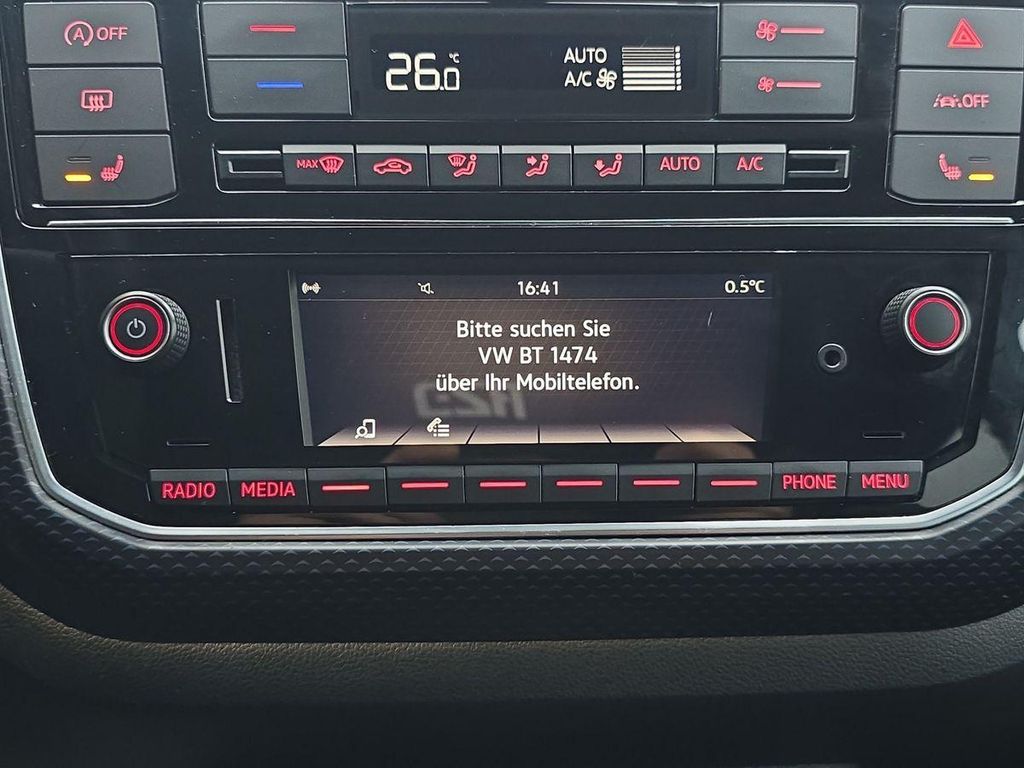 A OFF
26.0 °C
AUTO
A/C
OFF
MAX
AUTO
A/C
16:41
0.5°C
Bitte suchen Sie
VW BT 1474
über Ihr Mobiltelefon.
RADIO
MEDIA
PHONE
MENU